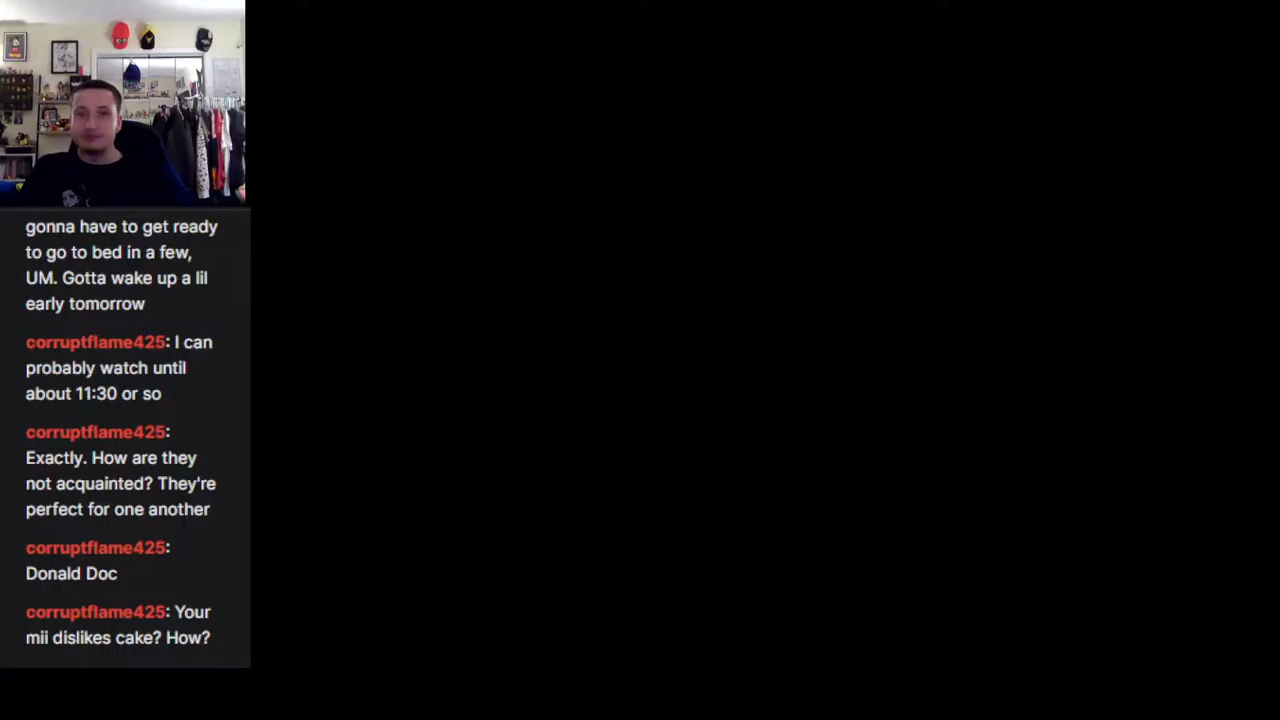 gonna have to get ready
to go to bed in a few,
UM. Gotta wake up a lil
early tomorrow
corruptflame425: I can
probably watch until
about 11:30 or so
corruptflame425:
Exactly. How are they
not acquainted? They're
perfect for one another
corruptflame425:
Donald Doc
corruptflame425: Your
mii dislikes cake? How?